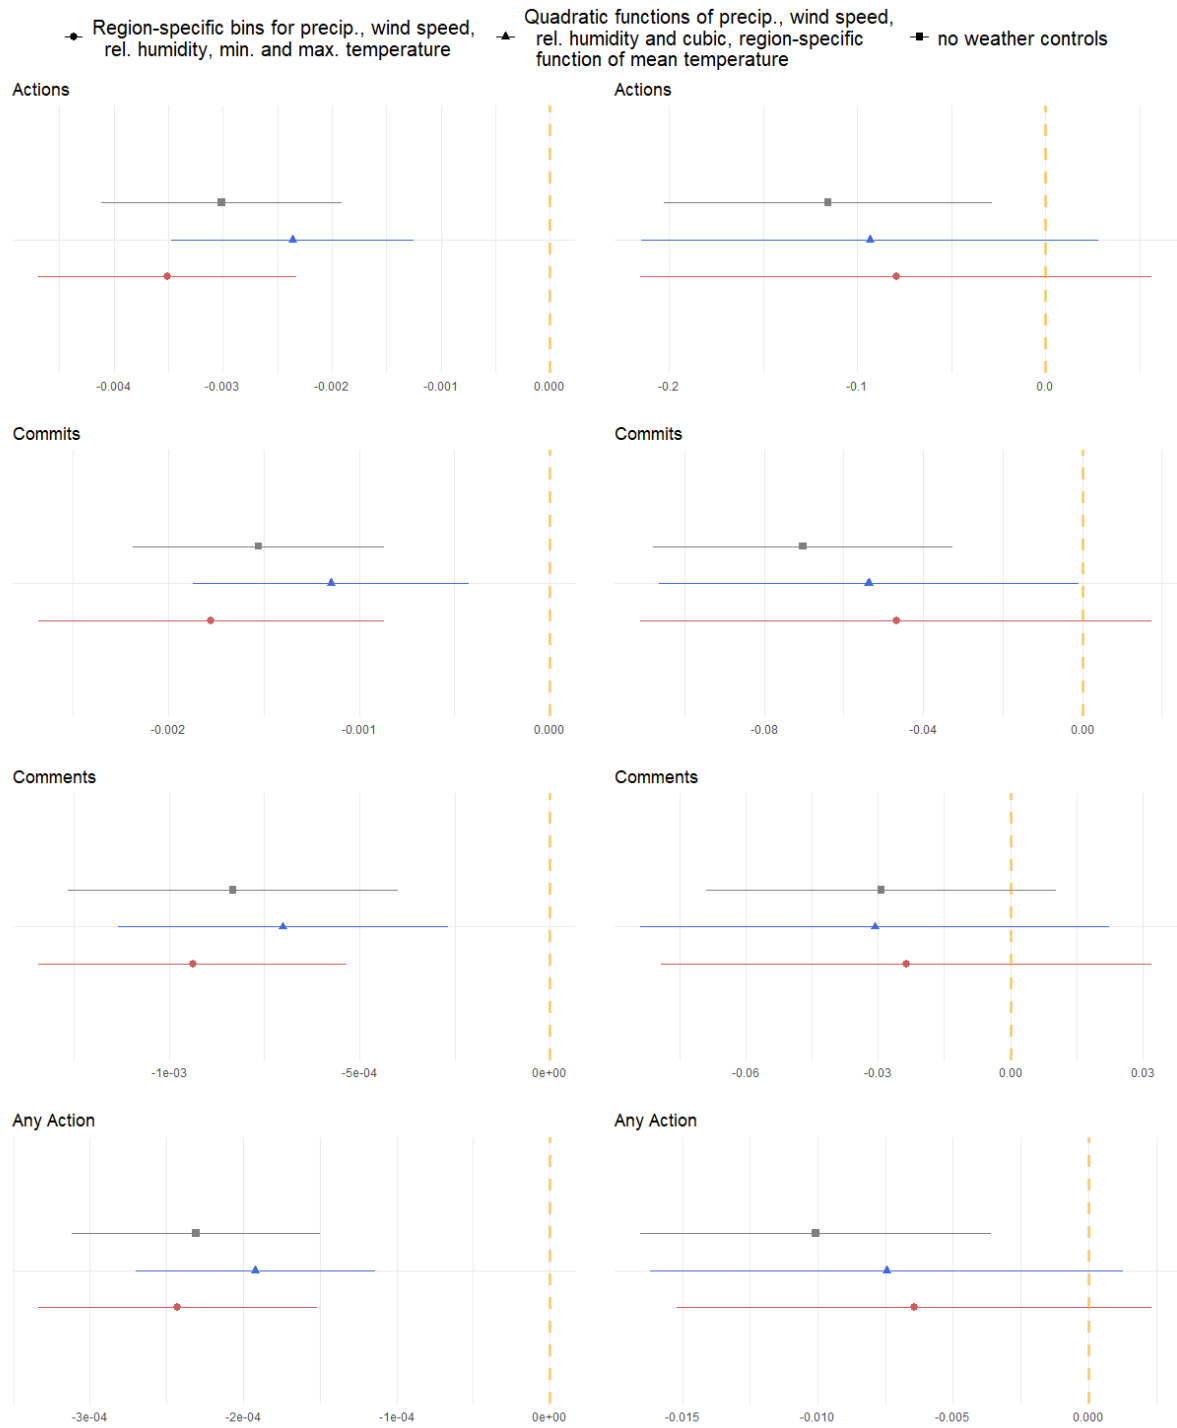 Region-specific bins for precip., wind speed,
rel. humidity, min. and max. temperature
Quadratic functions of precip., wind speed,
rel. humidity and cubic, region-specific
function of mean temperature
no weather controls
Actions
Actions
-0.004 -0.003 -0.002 -0.001 0.000
-0.2 -0.1 0.0
Commits
Commits
-0.002 -0.001 0.000
-0.08 -0.04 0.00
Comments
Comments
-1e-03 -5e-04 0e+00
-0.06 -0.03 0.00 0.03
Any Action
Any Action
-3e-04 -2e-04 -1e-04 0e+00
-0.015 -0.010 -0.005 0.000